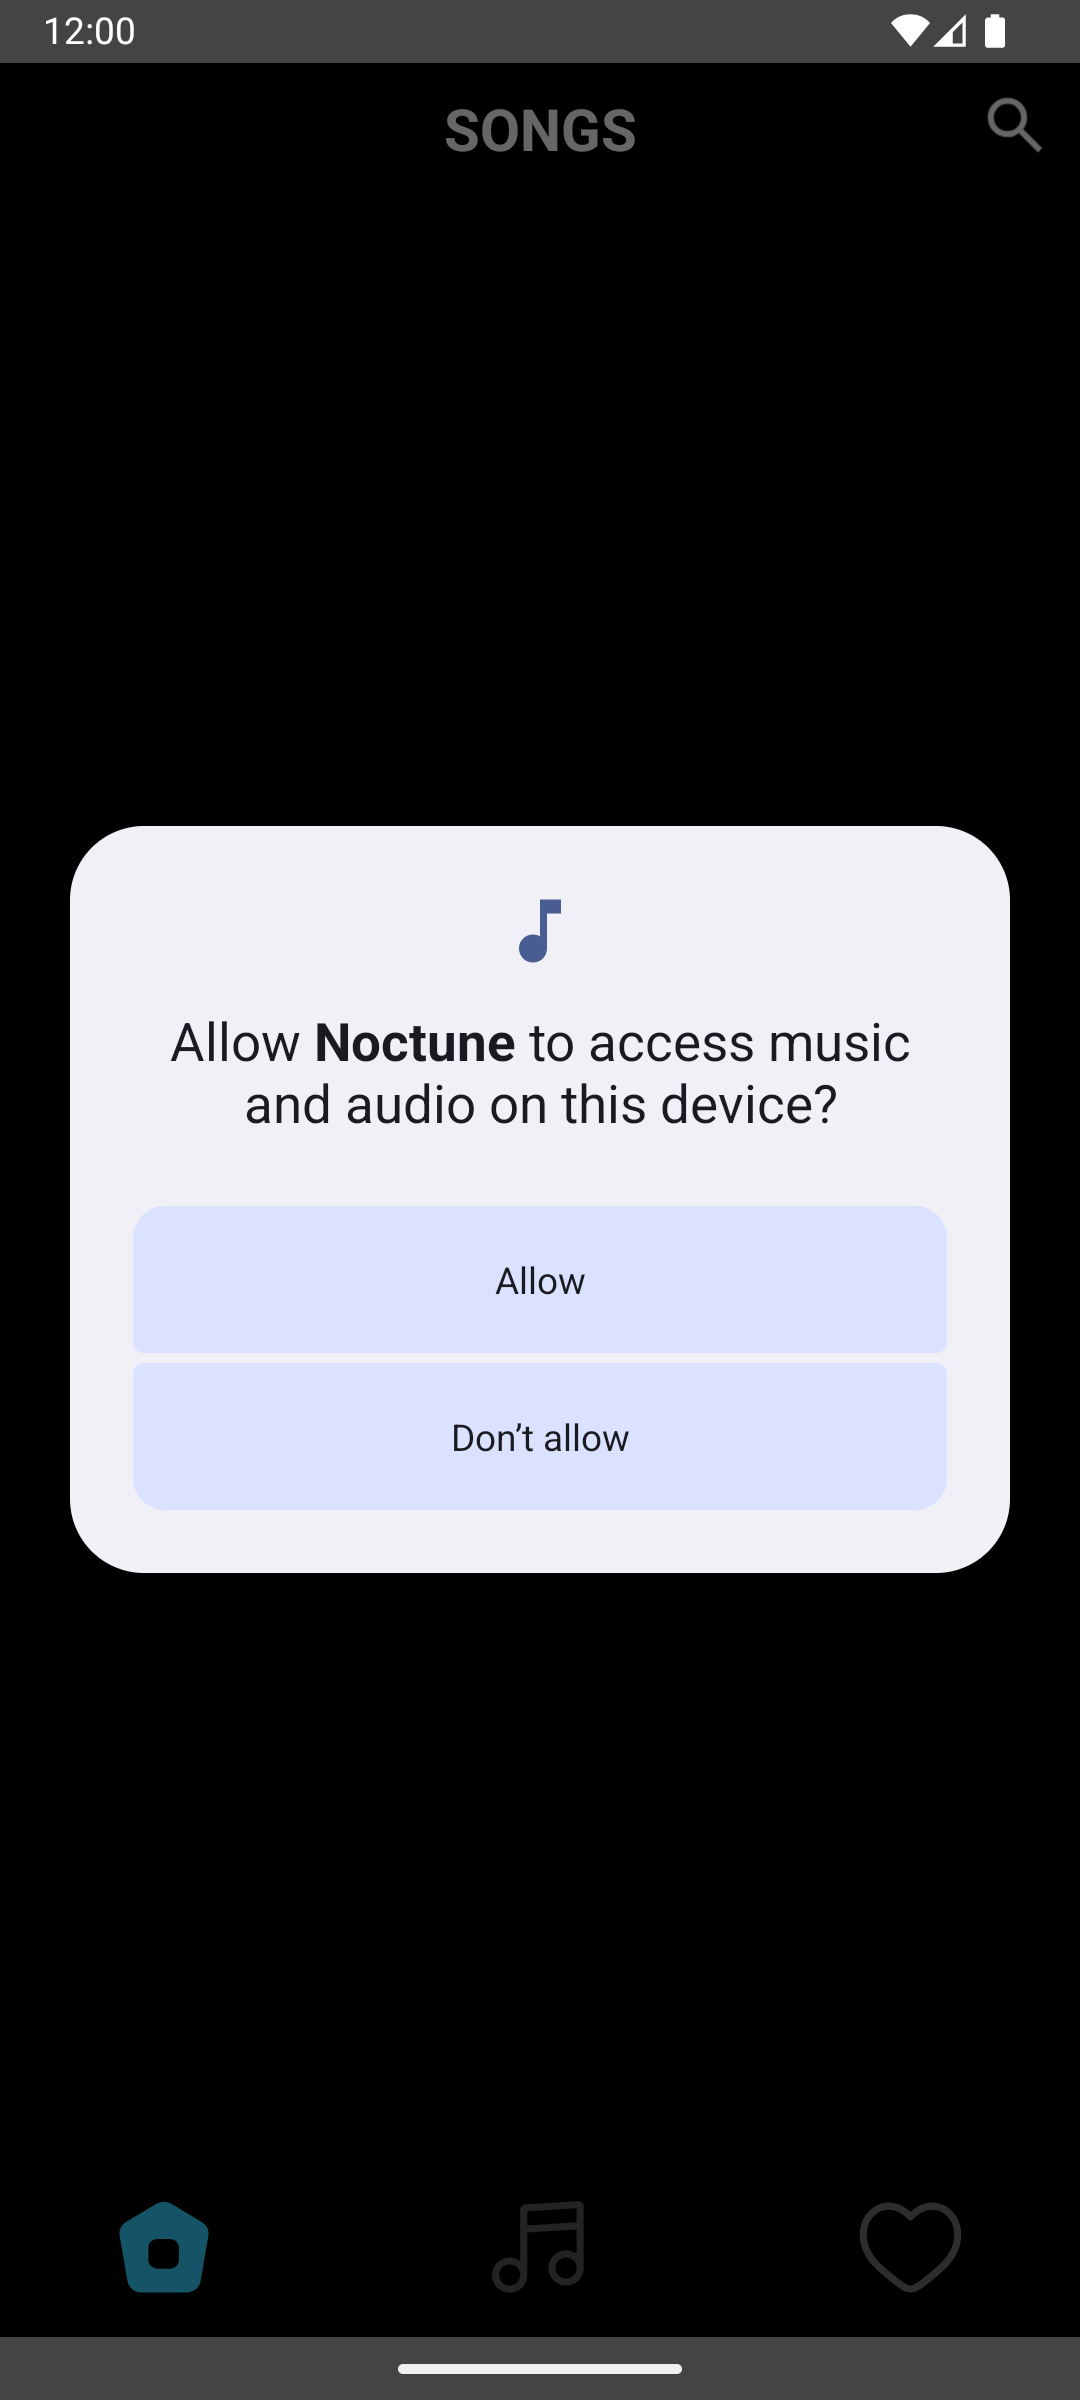 12:00
SONGS
Allow Noctune to access music
and audio on this device?
Allow
Don’t allow